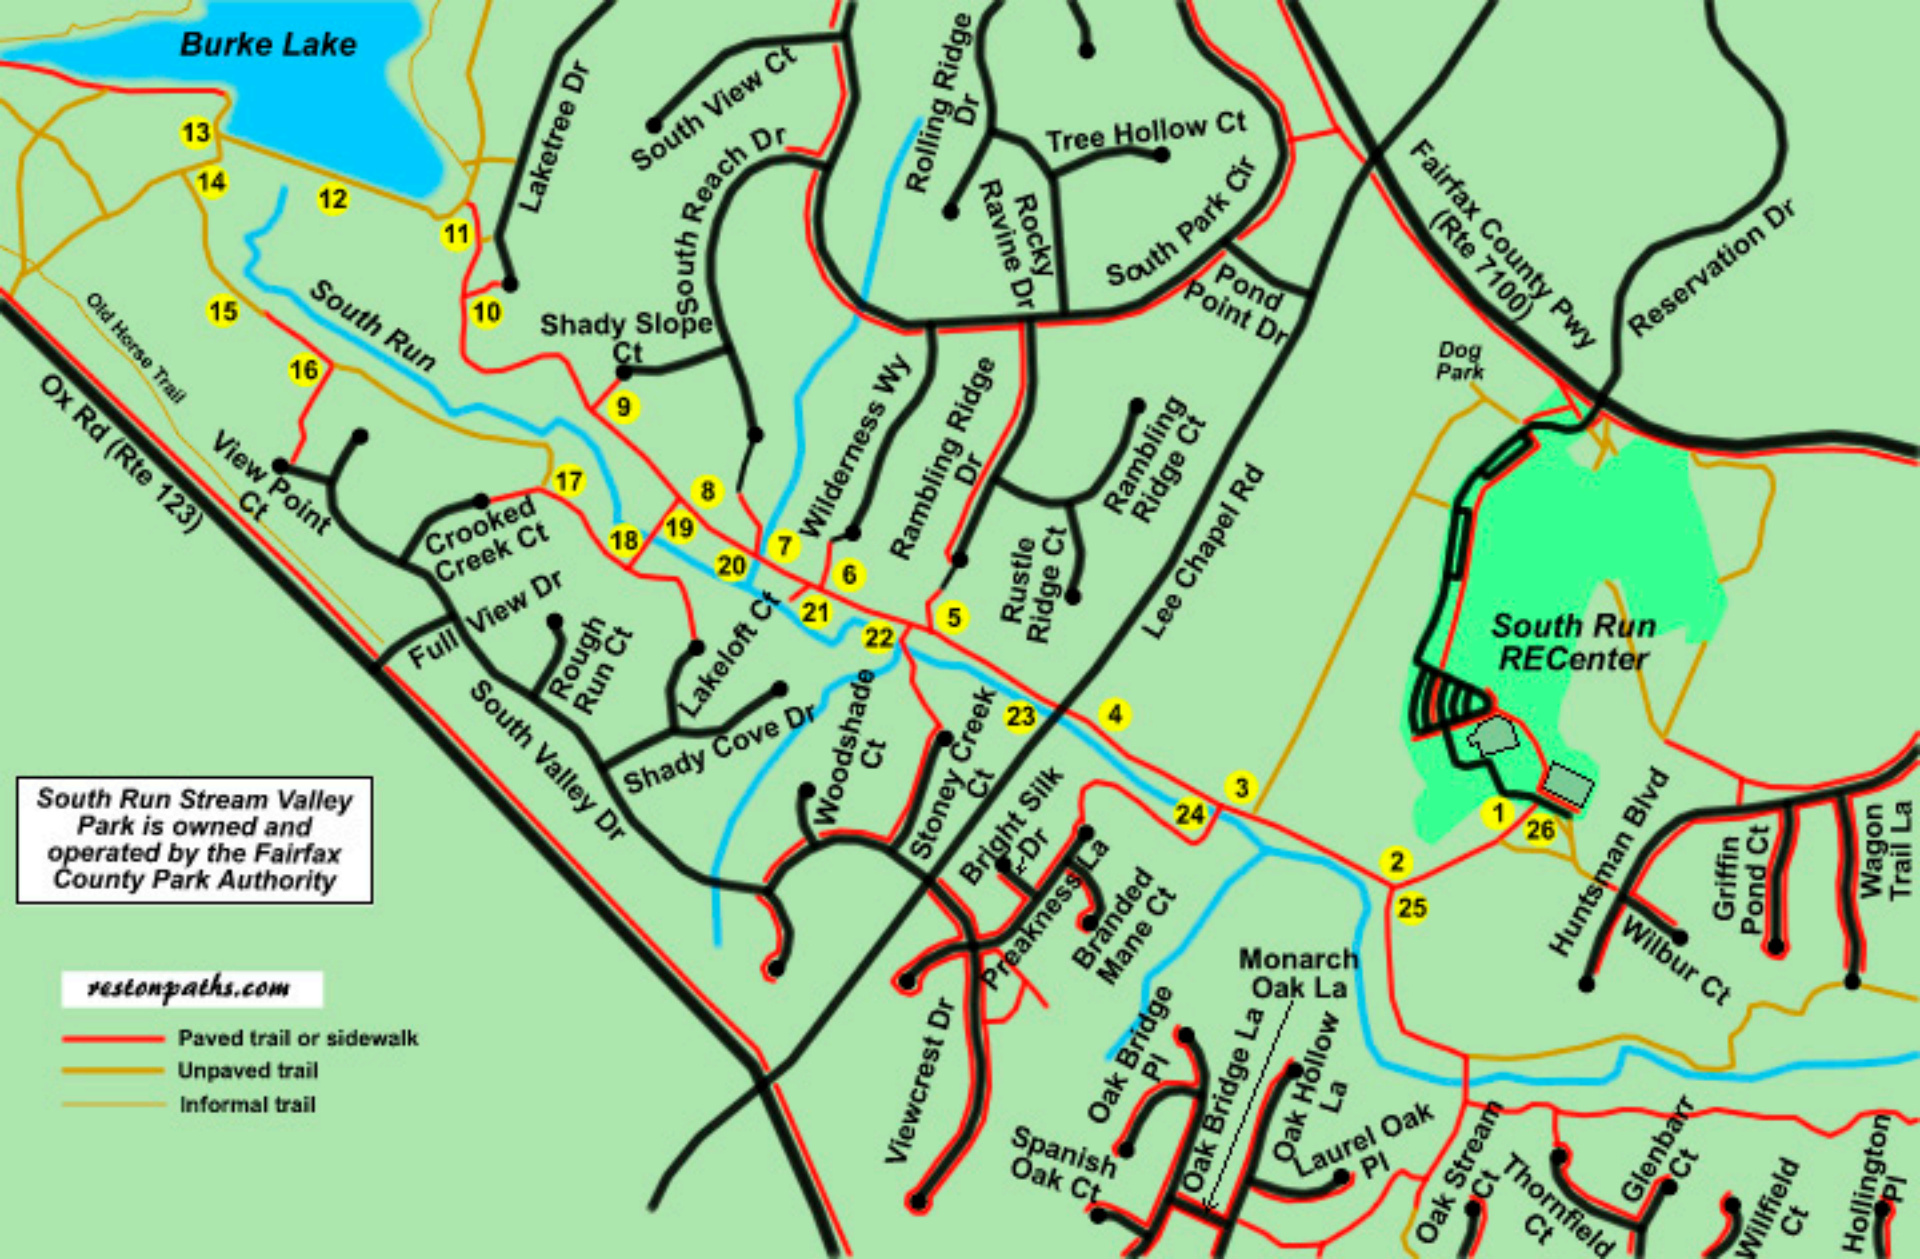 Burke Lake
13
14
12
11
10
15
16
South Run
Old Horse Trail
Ox Rd (Rte 123)
Laketree Dr
South View Ct
South Reach Dr
Shady Slope
Ct
9
Rolling Ridge
Dr
Tree Hollow Ct
Rocky
Ravine Dr
South Park Cir
Pond
Point Dr
Fairfax County Pwy
(Rte 7100)
Reservation Dr
Dog
Park
View Point
Ct
Crooked
Creek Ct
17
18
19
8
20
7
6
21
22
5
Wilderness Wy
Rambling Ridge
Dr
Rambling
Ridge Ct
Rustle
Ridge Ct
Lee Chapel Rd
South Run
RECenter
Full View Dr
Rough
Run Ct
Lakeloft Ct
Shady Cove Dr
South Valley Dr
Woodshade
Ct
Stoney Creek
Ct
23
4
24
3
2
25
1
26
Bright Silk
Dr
Preakness La
Branded
Mane Ct
Huntsman Blvd
Wilbur Ct
Griffin
Pond Ct
Wagon
Trail La
South Run Stream Valley
Park is owned and
operated by the Fairfax
County Park Authority
restonpaths.com
Paved trail or sidewalk
Unpaved trail
Informal trail
Viewcrest Dr
Monarch
Oak La
Oak Bridge
Pl
Oak Bridge La
Oak Hollow
La
Spanish
Oak Ct
Laurel Oak
Pl
Oak Stream
Ct
Thornfield
Ct
Glenbarr
Ct
Willfield
Ct
Hollington
Pl